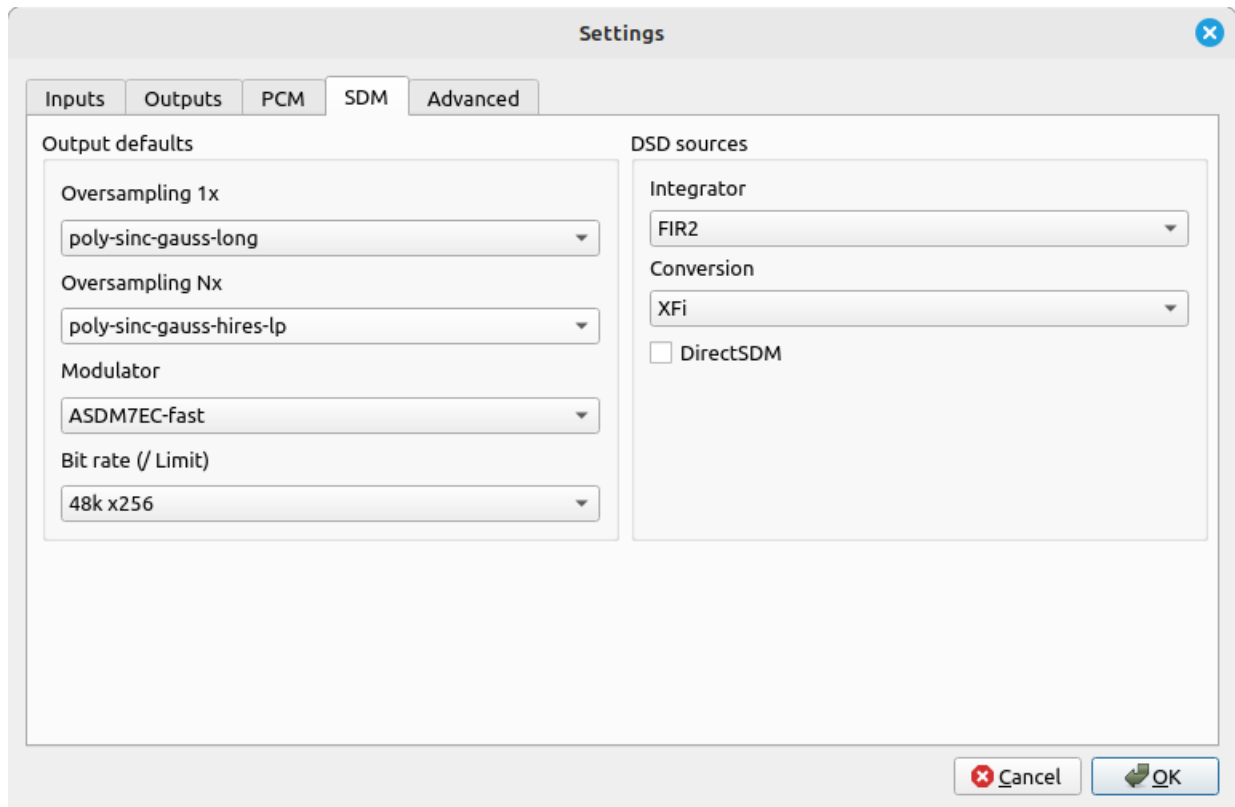 Settings
Inputs
Outputs
PCM
SDM
Advanced
Output defaults
Oversampling 1x
poly-sinc-gauss-long
Oversampling Nx
poly-sinc-gauss-hires-lp
Modulator
ASDM7EC-fast
Bit rate (/ Limit)
48k x256
DSD sources
Integrator
FIR2
Conversion
XFi
DirectSDM
Cancel
OK